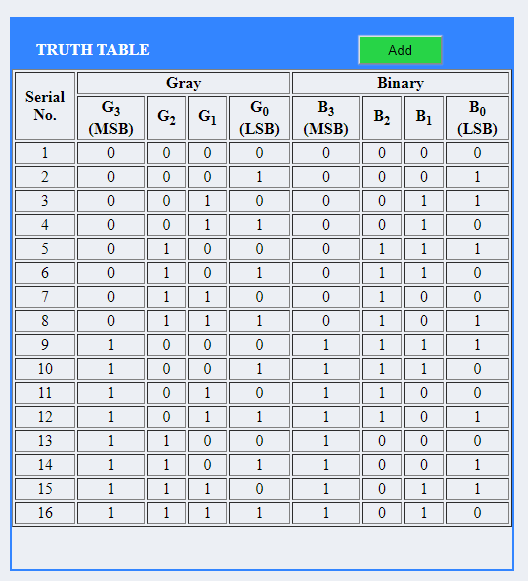 TRUTH TABLE Add
Serial No. Gray Binary
G3 (MSB) G2 G1 G0 (LSB) B3 (MSB) B2 B1 B0 (LSB)
1 0 0 0 0 0 0 0 0
2 0 0 0 1 0 0 0 1
3 0 0 1 0 0 0 1 1
4 0 0 1 1 0 0 1 0
5 0 1 0 0 0 1 1 1
6 0 1 0 1 0 1 1 0
7 0 1 1 0 0 1 0 0
8 0 1 1 1 0 1 0 1
9 1 0 0 0 1 1 1 1
10 1 0 0 1 1 1 1 0
11 1 0 1 0 1 1 0 0
12 1 0 1 1 1 1 0 1
13 1 1 0 0 1 0 0 0
14 1 1 0 1 1 0 0 1
15 1 1 1 0 1 0 1 1
16 1 1 1 1 1 0 1 0